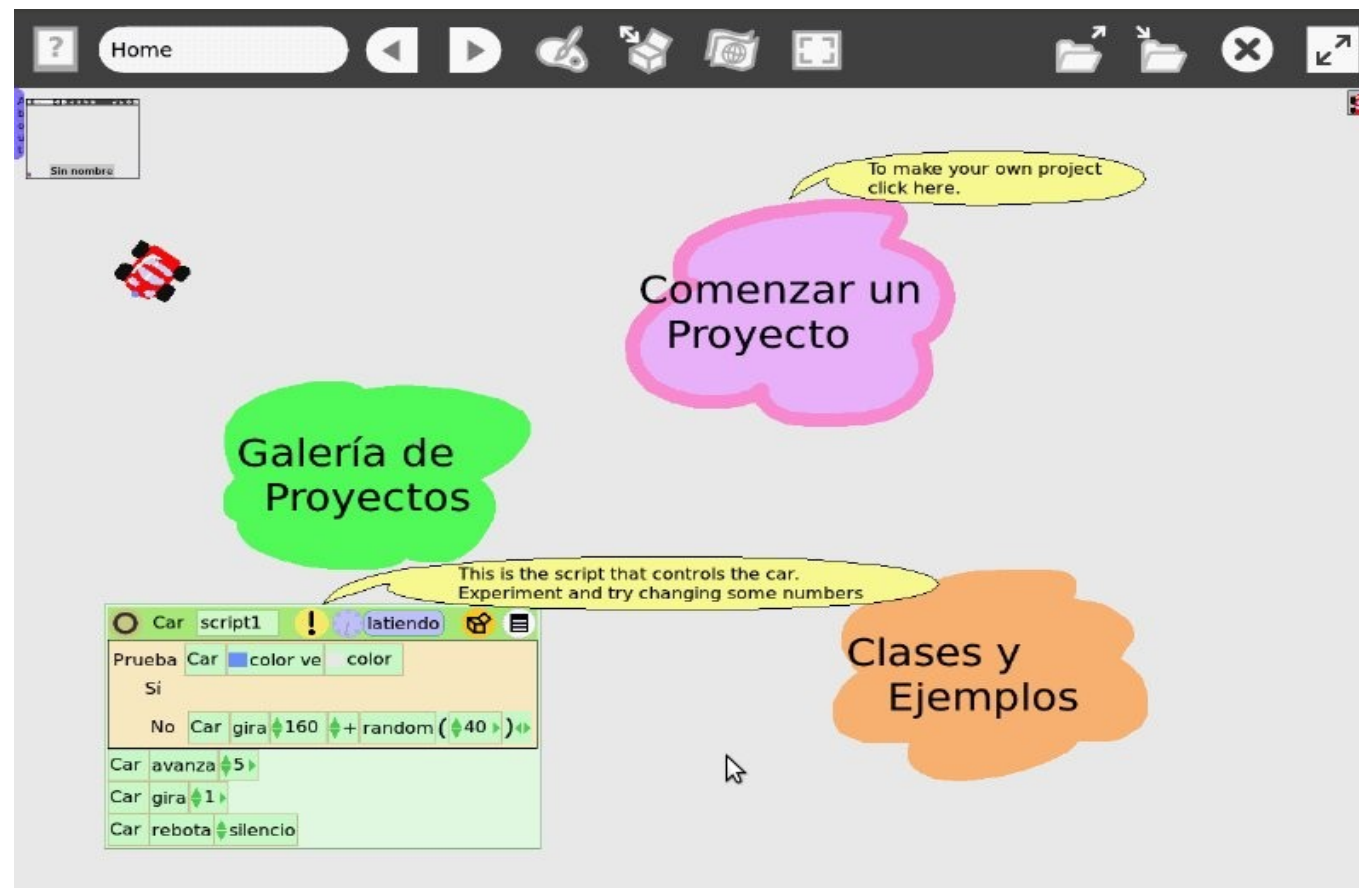 ?
Home
Sin nombre
To make your own project
click here.
Comenzar un
Proyecto
Galería de
Proyectos
This is the script that controls the car.
Experiment and try changing some numbers
Clases y
Ejemplos
Car script1 ! latiendo
Prueba Car color ve color
Sí
No Car gira 160 + random ( 40 )
Car avanza 5
Car gira 1
Car rebota silencio